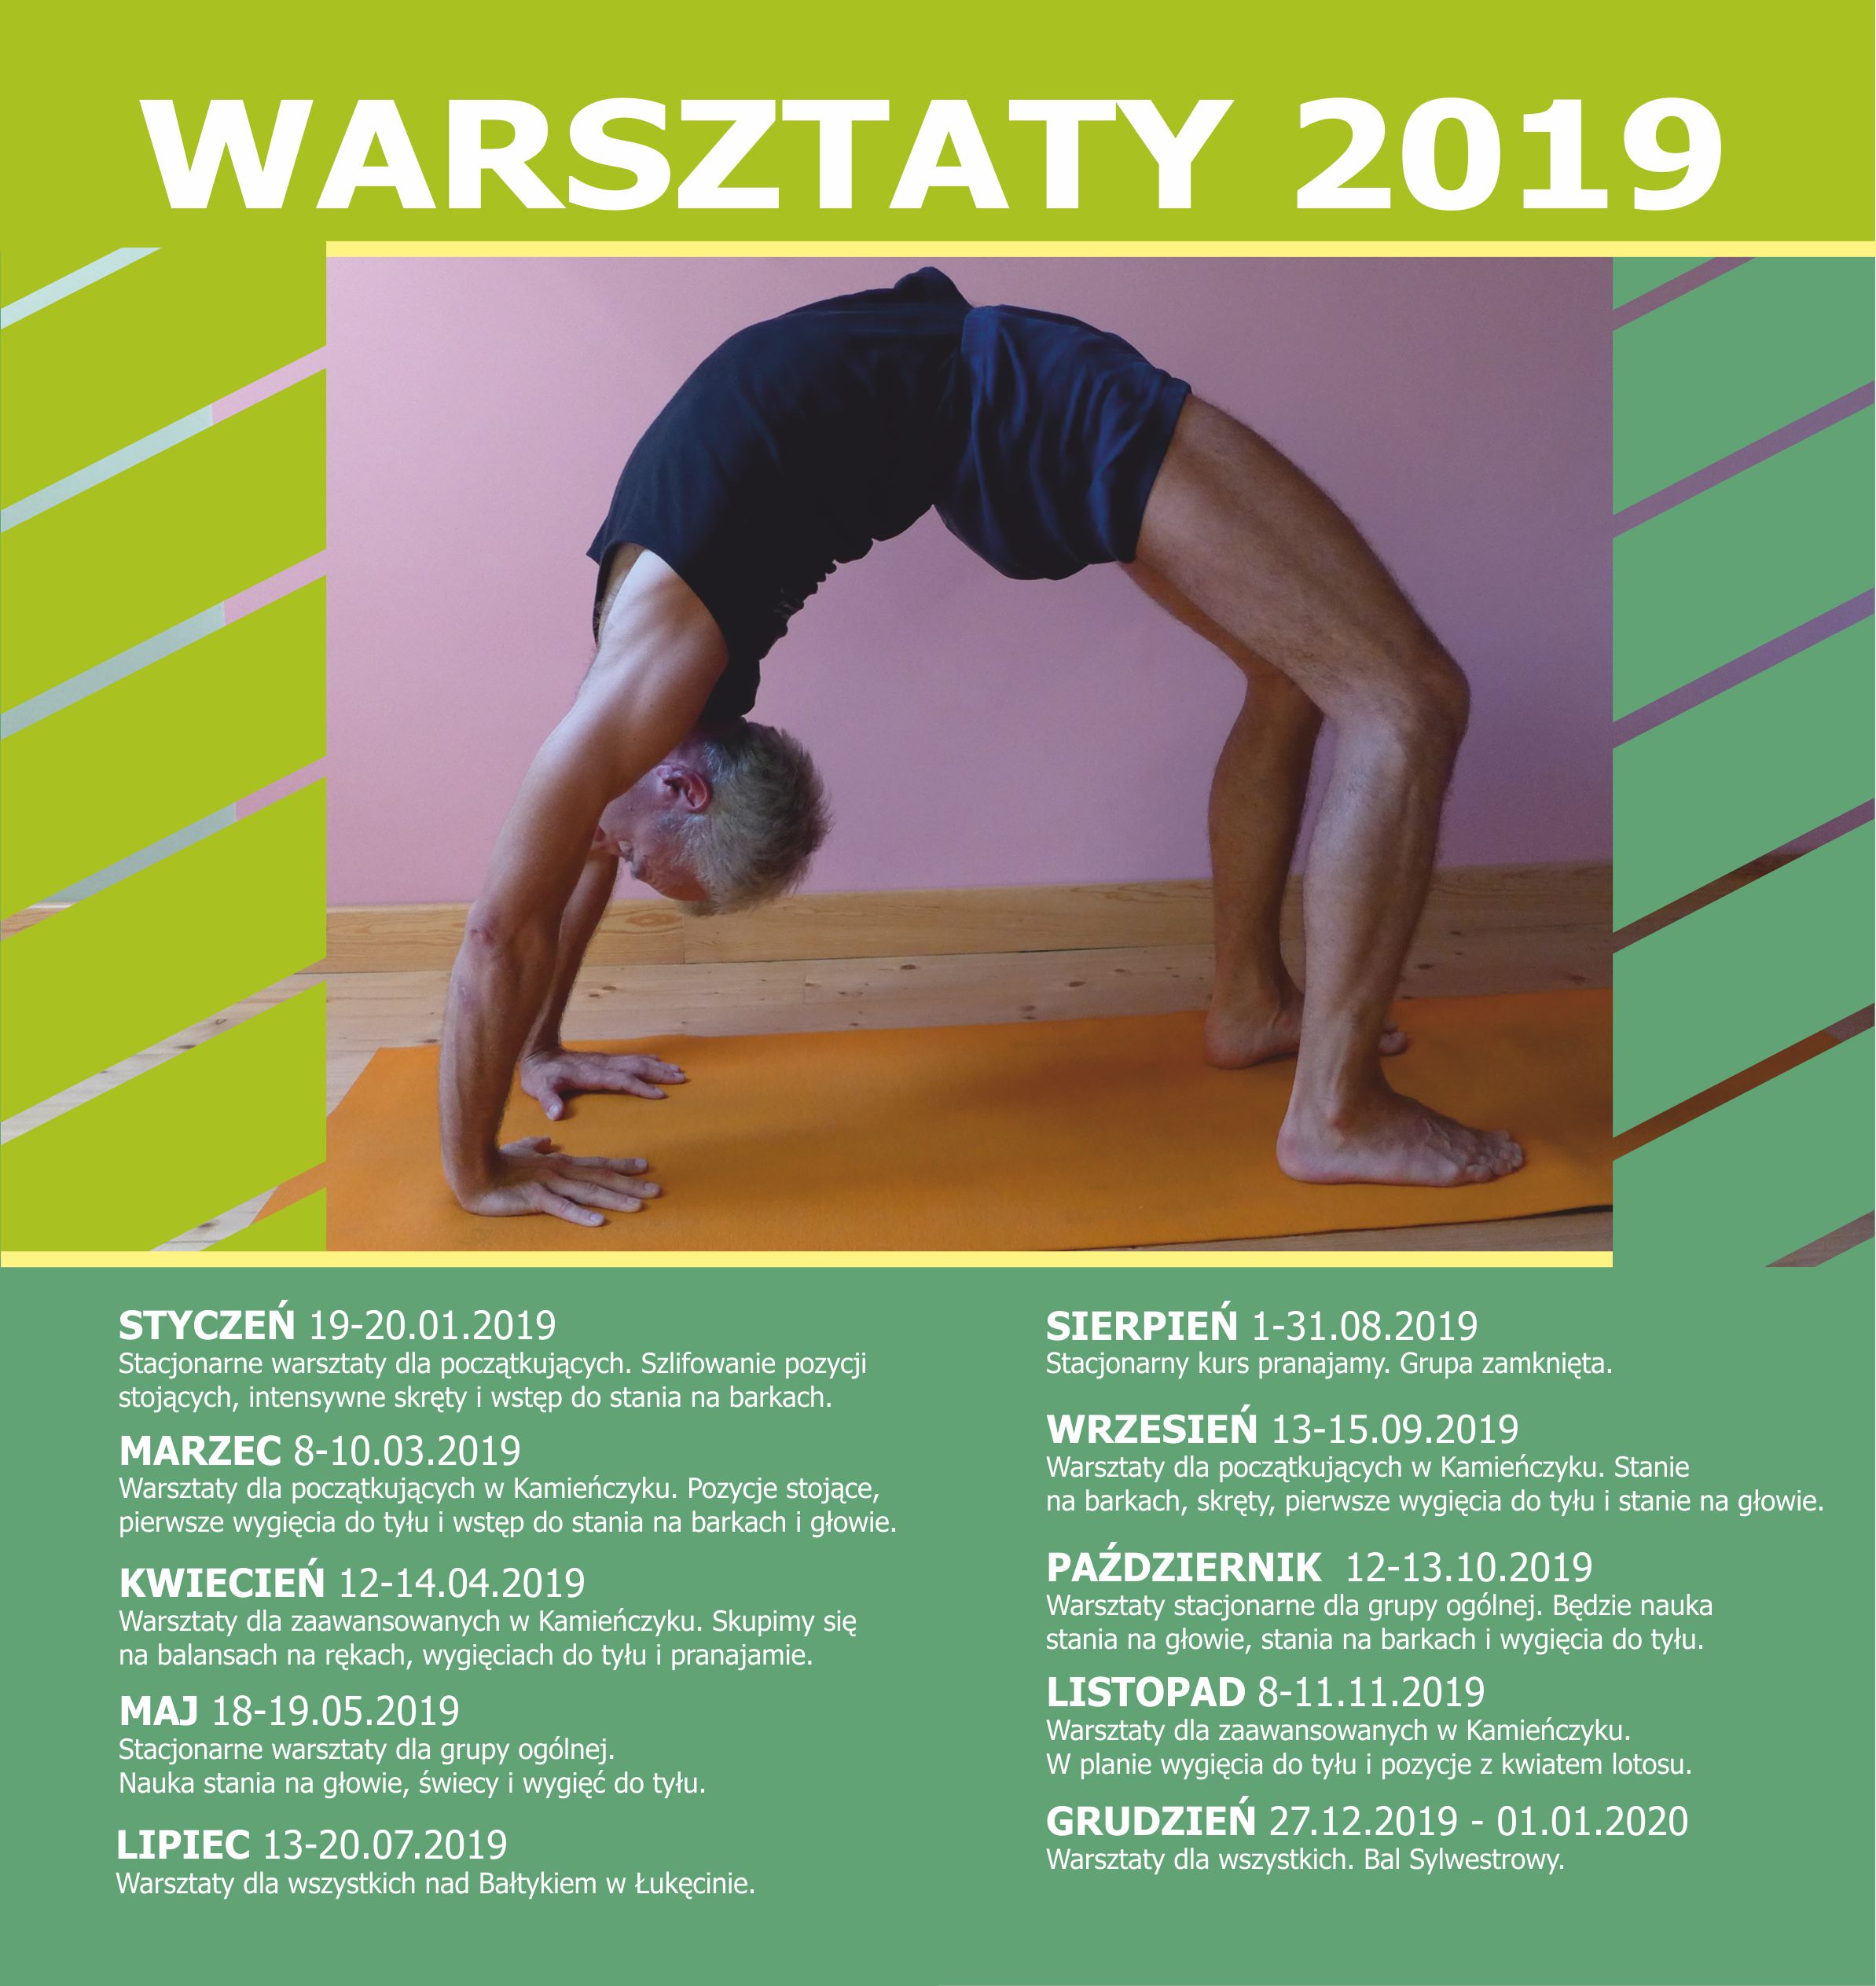 WARSZTATY 2019
STYCZEŃ 19-20.01.2019
Stacjonarne warsztaty dla początkujących. Szlifowanie pozycji
stojących, intensywne skręty i wstęp do stania na barkach.
MARZEC 8-10.03.2019
Warsztaty dla początkujących w Kamieńczyku. Pozycje stojące,
pierwsze wygięcia do tyłu i wstęp do stania na barkach i głowie.
KWIECIEŃ 12-14.04.2019
Warsztaty dla zaawansowanych w Kamieńczyku. Skupimy się
na balansach na rękach, wygięciach do tyłu i pranajamie.
MAJ 18-19.05.2019
Stacjonarne warsztaty dla grupy ogólnej.
Nauka stania na głowie, świecy i wygięć do tyłu.
LIPIEC 13-20.07.2019
Warsztaty dla wszystkich nad Bałtykiem w Łukęcinie.
SIERPIEŃ 1-31.08.2019
Stacjonarny kurs pranajamy. Grupa zamknięta.
WRZESIEŃ 13-15.09.2019
Warsztaty dla początkujących w Kamieńczyku. Stanie
na barkach, skręty, pierwsze wygięcia do tyłu i stanie na głowie.
PAŹDZIERNIK 12-13.10.2019
Warsztaty stacjonarne dla grupy ogólnej. Będzie nauka
stania na głowie, stania na barkach i wygięcia do tyłu.
LISTOPAD 8-11.11.2019
Warsztaty dla zaawansowanych w Kamieńczyku.
W planie wygięcia do tyłu i pozycje z kwiatem lotosu.
GRUDZIEŃ 27.12.2019 - 01.01.2020
Warsztaty dla wszystkich. Bal Sylwestrowy.